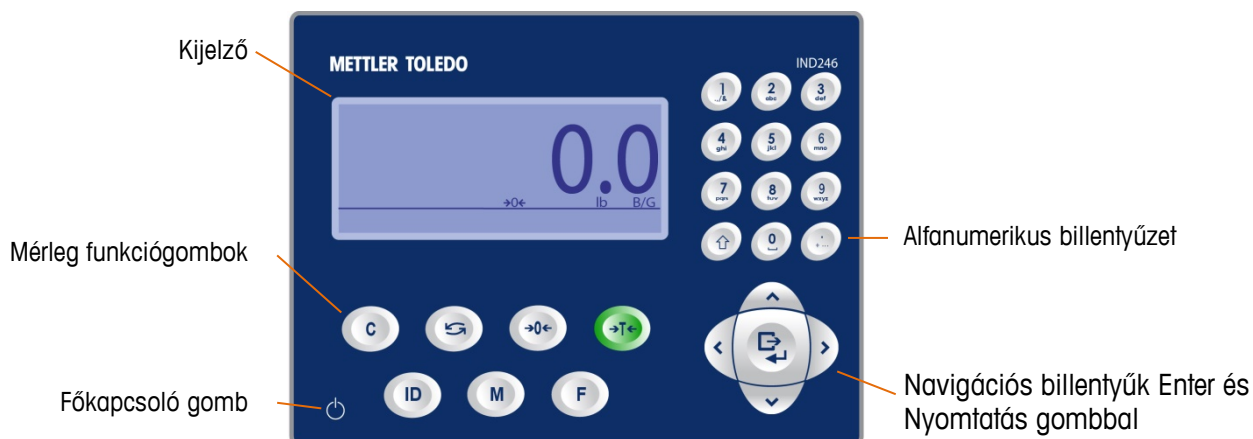 Kijelző
METTLER TOLEDO
IND246
0.0
→0← lb B/G
1 2 3
../& abc def
4 5 6
ghi jkl mno
7 8 9
pqrs tuv wxyz
0
Alfanumerikus billentyűzet
Mérleg funkciógombok
C →0← →T←
ID M F
Főkapcsoló gomb
Navigációs billentyűk Enter és
Nyomtatás gombbal